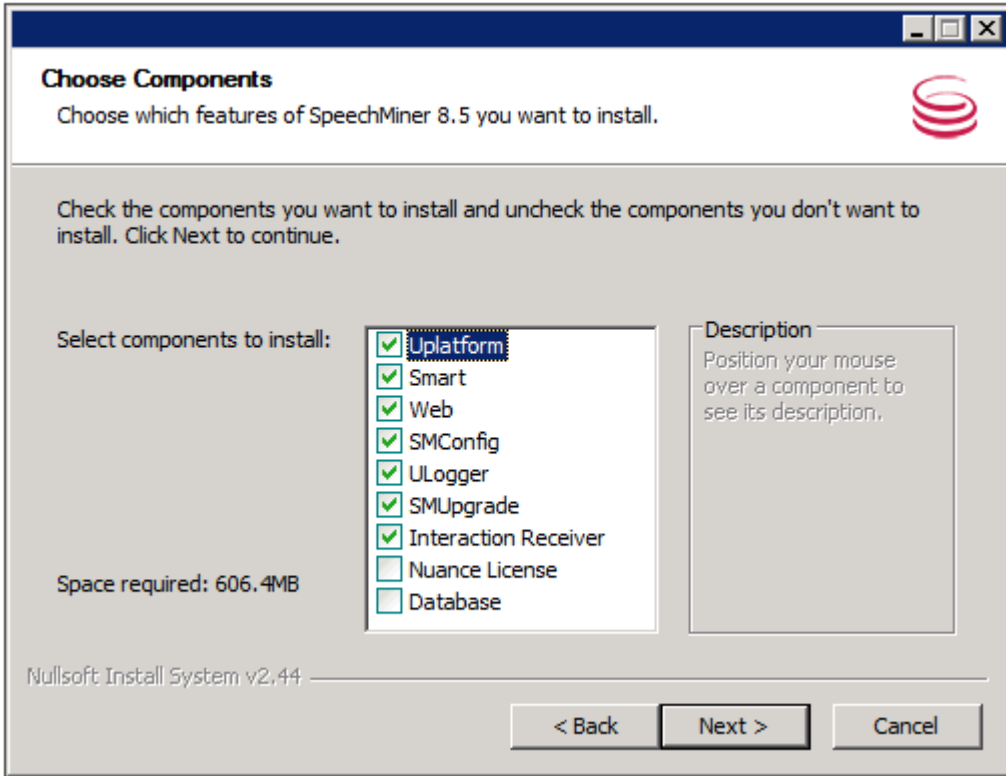 Choose Components
Choose which features of SpeechMiner 8.5 you want to install.
Check the components you want to install and uncheck the components you don't want to
install. Click Next to continue.
Select components to install:
Uplatform
Smart
Web
SMConfig
ULogger
SMUpgrade
Interaction Receiver
Nuance License
Database
Description
Position your mouse
over a component to
see its description.
Space required: 606.4MB
Nullsoft Install System v2.44
< Back
Next >
Cancel